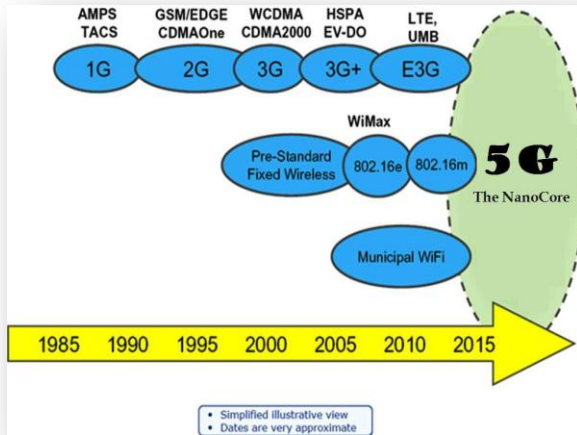 AMPS
TACS
GSM/EDGE
CDMAOne
WCDMA
CDMA2000
HSPA
EV-DO
LTE,
UMB
1G
2G
3G
3G+
E3G
WiMax
Pre-Standard
Fixed Wireless
802.16e
802.16m
5G
The NanoCore
Municipal WiFi
1985 1990 1995 2000 2005 2010 2015
• Simplified illustrative view
• Dates are very approximate